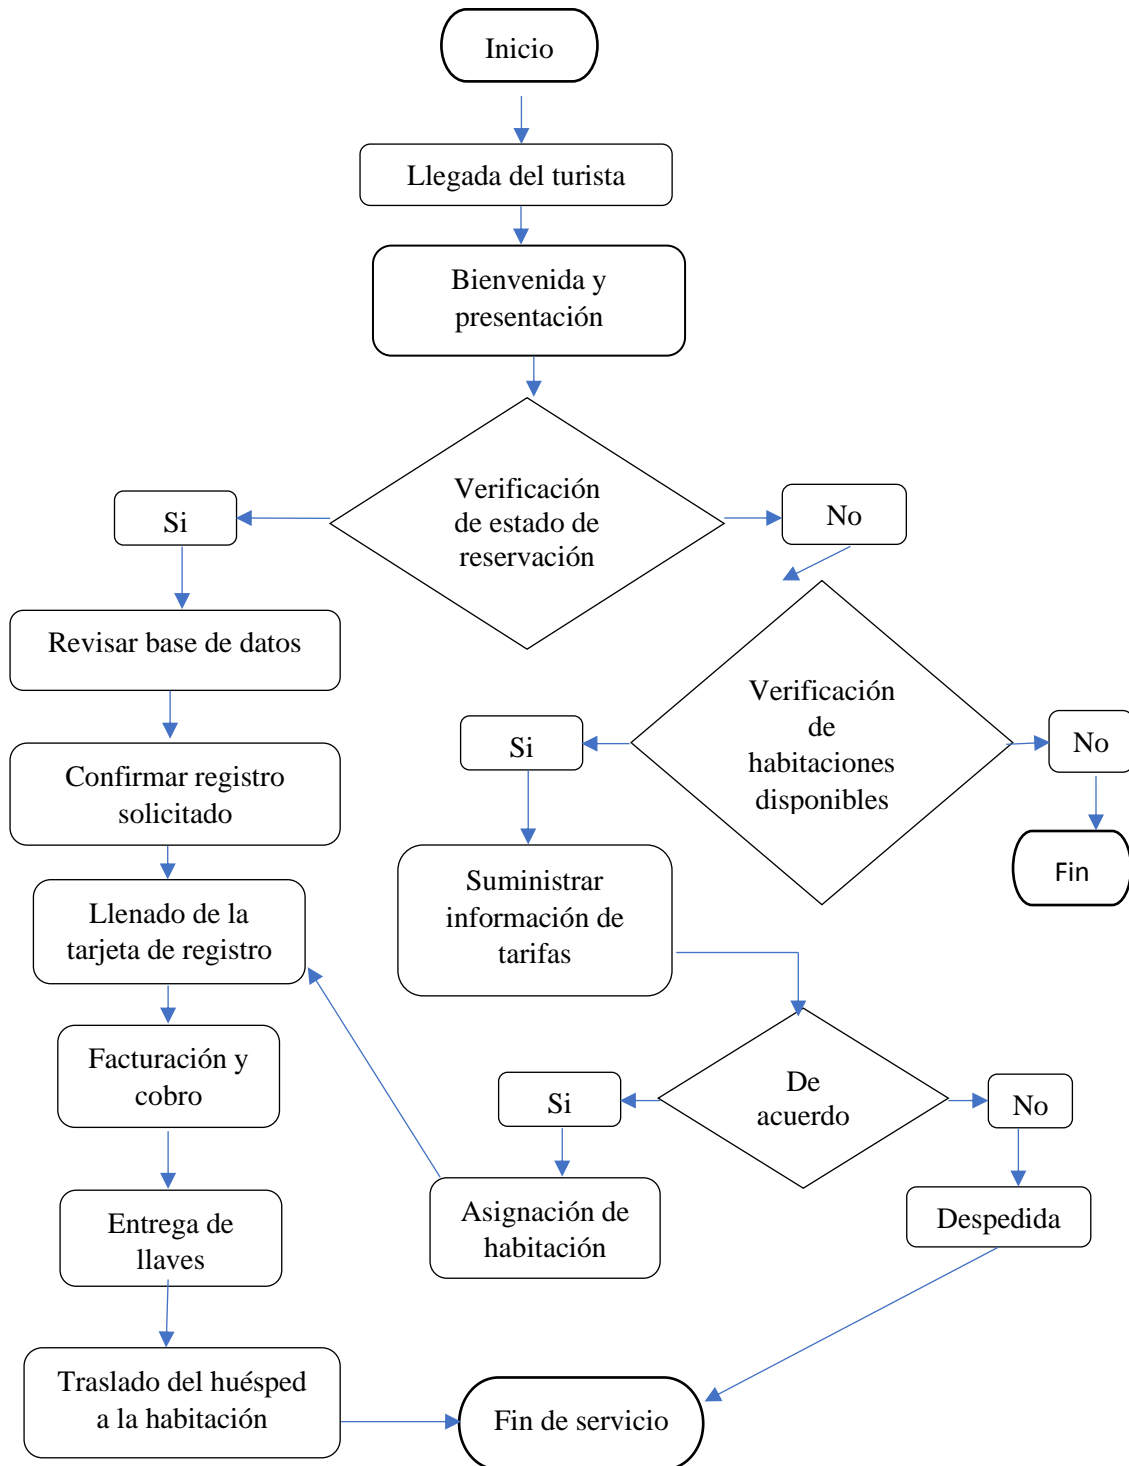 Inicio
Llegada del turista
Bienvenida y
presentación
Verificación
de estado de
reservación
Si
No
Revisar base de datos
Verificación
de
habitaciones
disponibles
Si
No
Confirmar registro
solicitado
Fin
Suministrar
información de
tarifas
Llenado de la
tarjeta de registro
Facturación y
cobro
De
acuerdo
Si
No
Asignación de
habitación
Despedida
Entrega de
llaves
Traslado del huésped
a la habitación
Fin de servicio